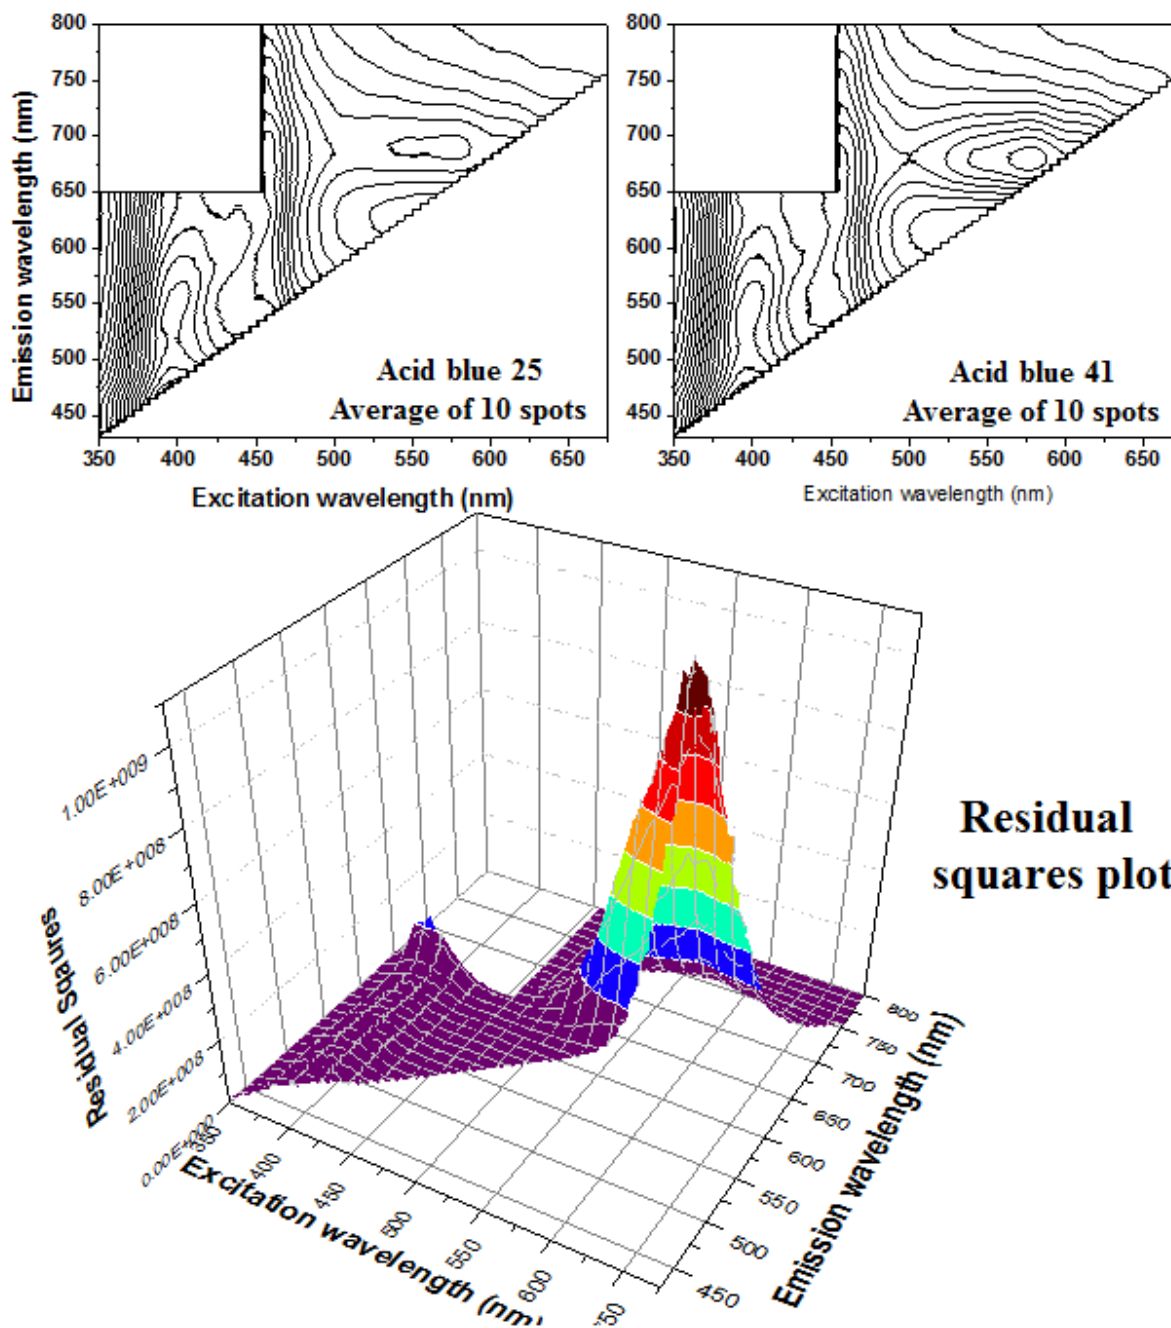 800
750
700
650
600
550
500
450
Emission wavelength (nm)
Acid blue 25
Average of 10 spots
350 400 450 500 550 600 650
Excitation wavelength (nm)
800
750
700
650
600
550
500
450
Acid blue 41
Average of 10 spots
350 400 450 500 550 600 650
Excitation wavelength (nm)
Residual
squares plot
1.00E+009
8.00E+008
6.00E+008
4.00E+008
2.00E+008
0.00E+000
Residual Sqaures
350 400 450 500 550 600
Excitation wavelength (nm)
800
750
700
650
600
550
500
450
Emission wavelength (nm)